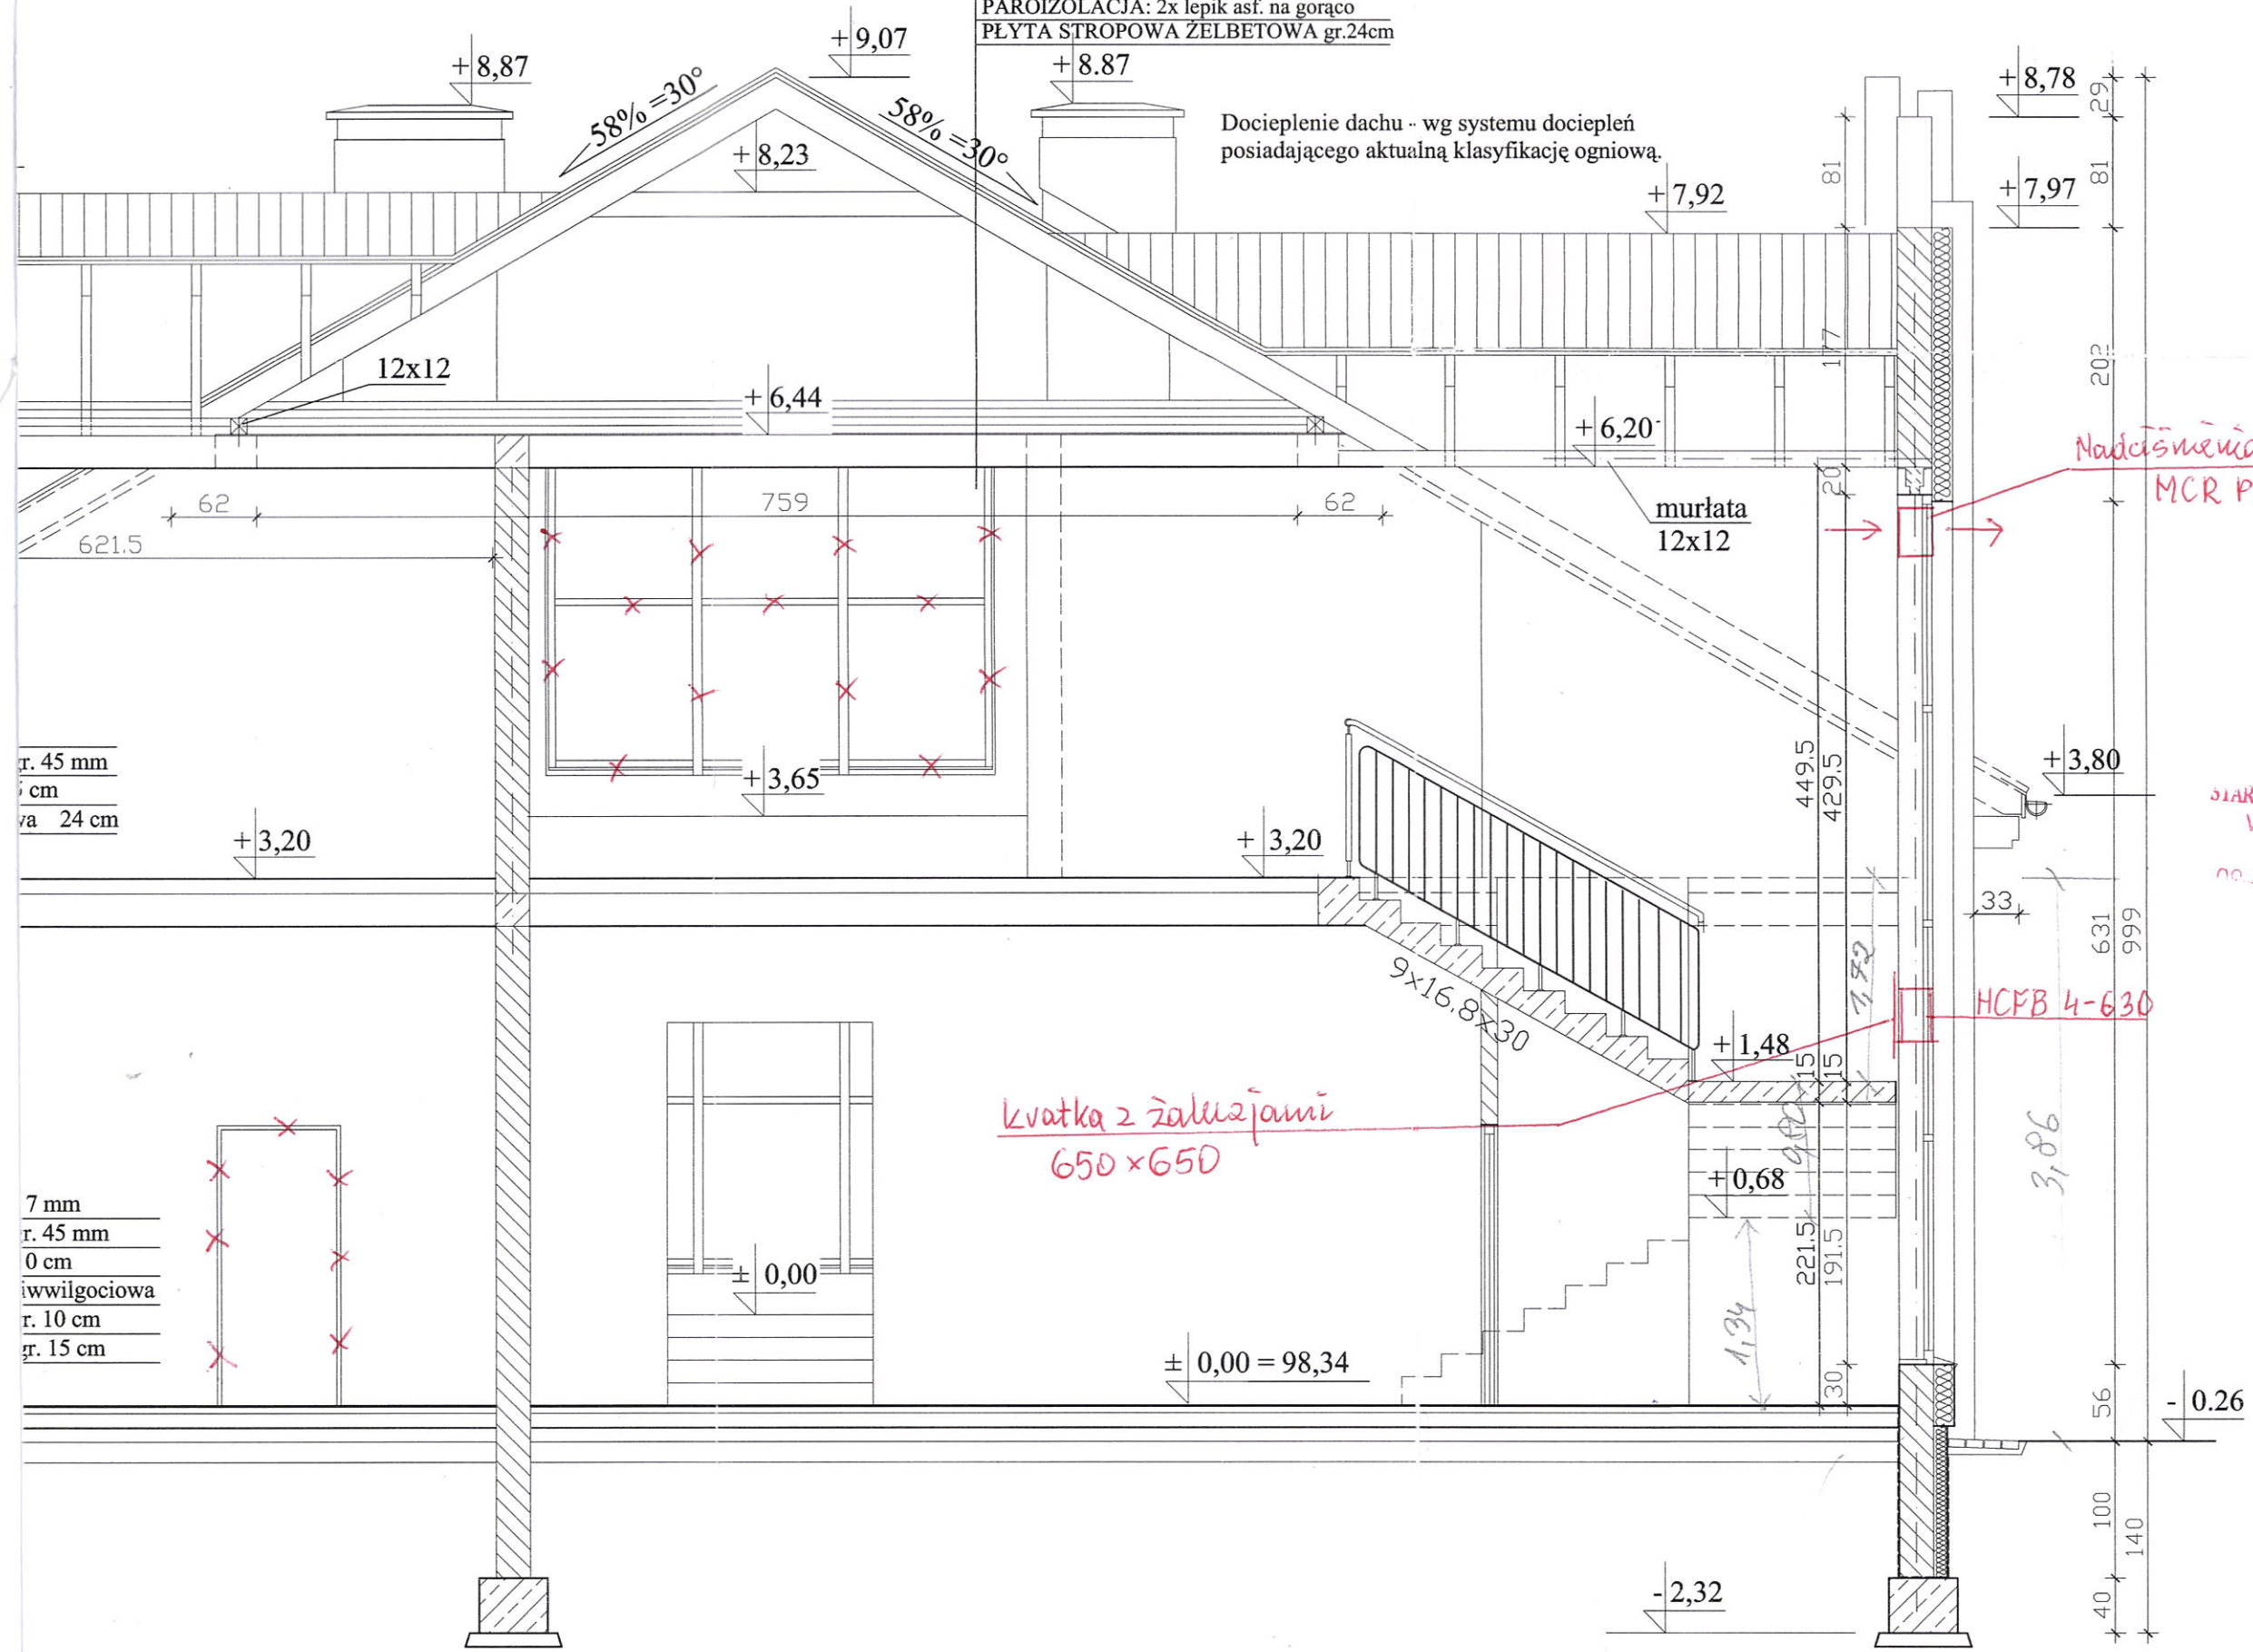 PAROIZOLACJA: 2x lepik asf. na gorąco
PŁYTA STROPOWA ŻELBETOWA gr.24cm
+9,07
+8,87
+8.87
+8,78
29
58% =30°
58% =30°
Docieplenie dachu - wg systemu dociepleń
posiadającego aktualną klasyfikację ogniową.
+8,23
81
81
+7,92
+7,97
177
202
12x12
+6,44
+6,20
20
MCR P
62
759
62
murłata
12x12
621.5
r. 45 mm
cm
24 cm
+3,65
449.5
429.5
+3,80
+3,20
+3,20
33
631
999
1,72
9x16.8x30
HCFB 4-630
+1,48
15
15
kratka z żaluzjami
650 x 650
3,86
+0,68
7 mm
r. 45 mm
0 cm
iwwilgociowa
r. 10 cm
gr. 15 cm
± 0,00
221.5
191.5
1,34
± 0,00 = 98,34
30
56
- 0.26
100
140
-2,32
40